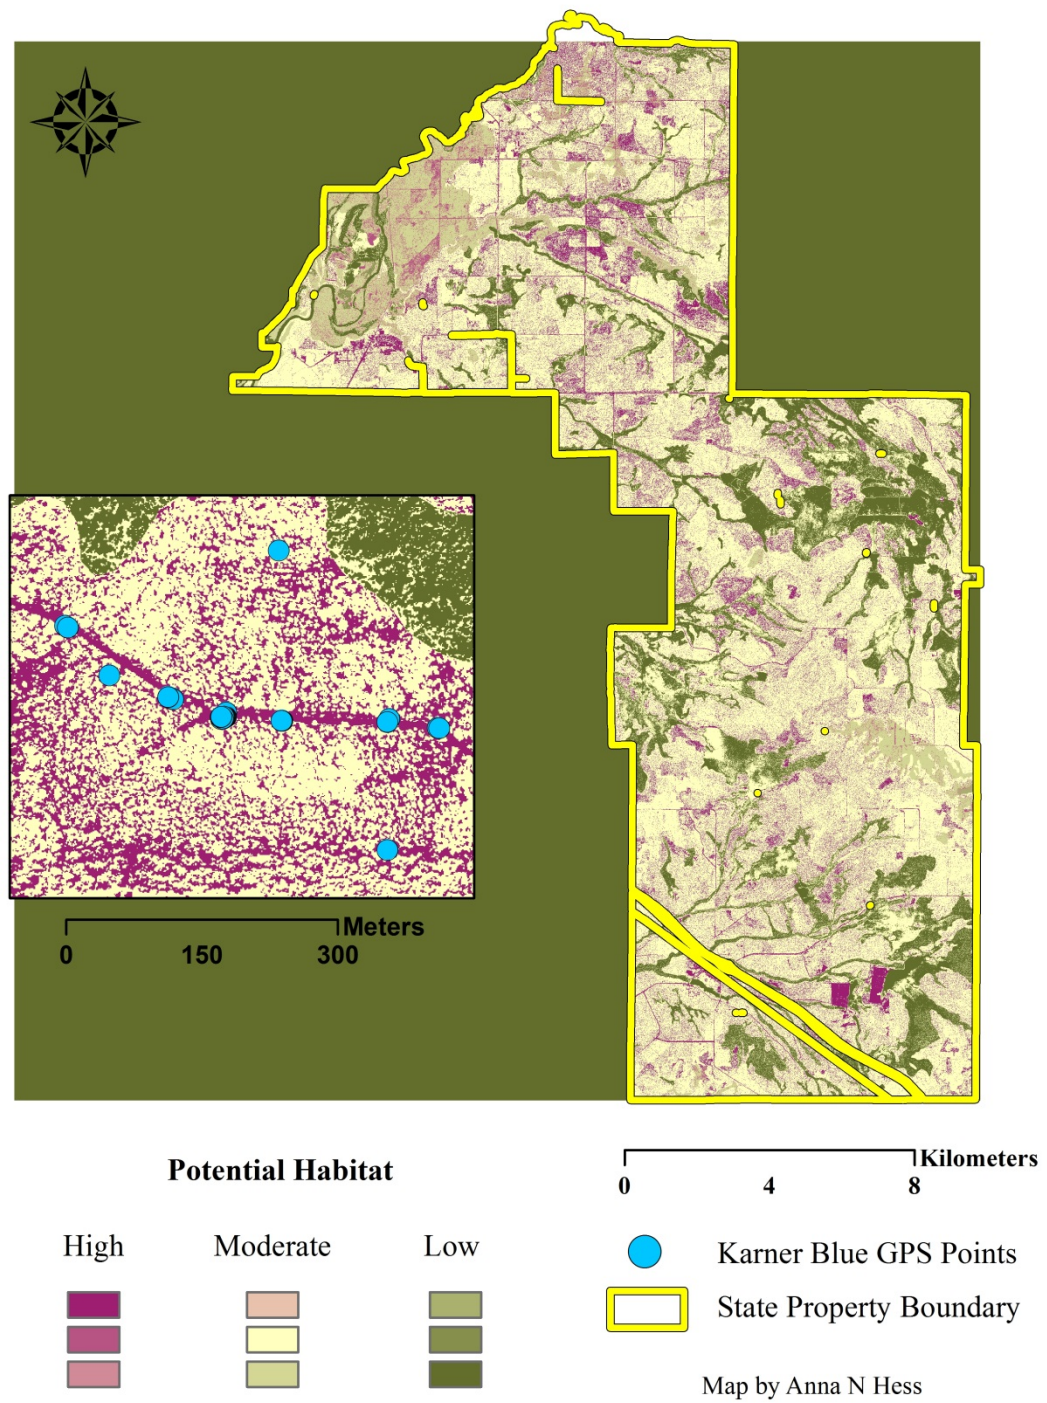 Meters
0 150 300
Potential Habitat
High Moderate Low
Kilometers
0 4 8
Karner Blue GPS Points
State Property Boundary
Map by Anna N Hess